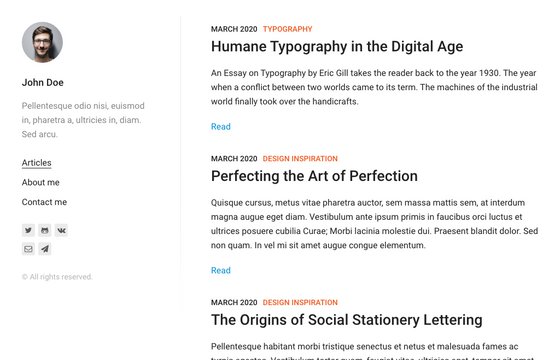 John Doe
Pellentesque odio nisi, euismod
in, pharetra a, ultricies in, diam.
Sed arcu.
Articles
About me
Contact me
© All rights reserved.
MARCH 2020 TYPOGRAPHY
Humane Typography in the Digital Age
An Essay on Typography by Eric Gill takes the reader back to the year 1930. The year
when a conflict between two worlds came to its term. The machines of the industrial
world finally took over the handicrafts.
Read
MARCH 2020 DESIGN INSPIRATION
Perfecting the Art of Perfection
Quisque cursus, metus vitae pharetra auctor, sem massa mattis sem, at interdum
magna augue eget diam. Vestibulum ante ipsum primis in faucibus orci luctus et
ultrices posuere cubilia Curae; Morbi lacinia molestie dui. Praesent blandit dolor. Sed
non quam. In vel mi sit amet augue congue elementum.
Read
MARCH 2020 DESIGN INSPIRATION
The Origins of Social Stationery Lettering
Pellentesque habitant morbi tristique senectus et netus et malesuada fames ac